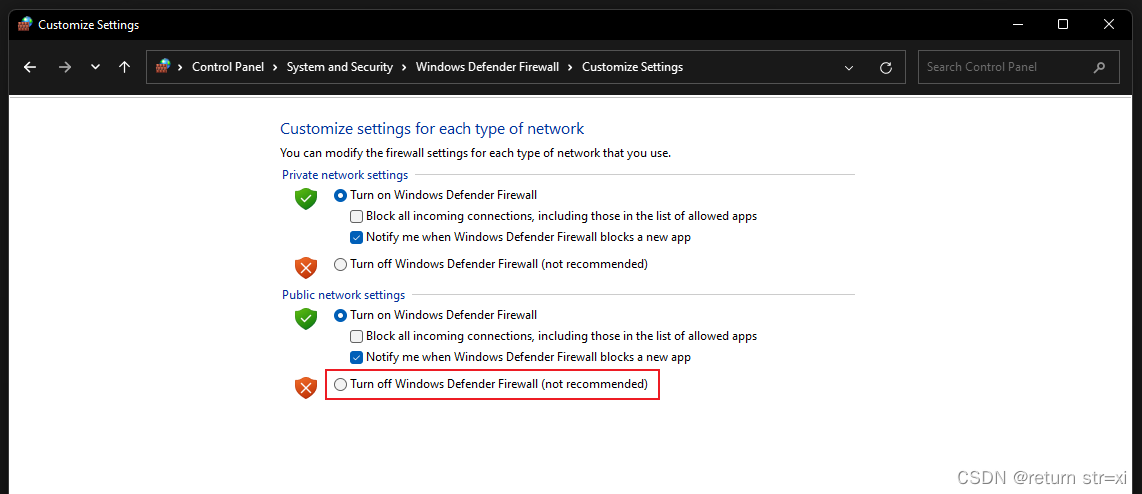 Customize Settings
Control Panel System and Security Windows Defender Firewall Customize Settings Search Control Panel
Customize settings for each type of network
You can modify the firewall settings for each type of network that you use.
Private network settings
Turn on Windows Defender Firewall
Block all incoming connections, including those in the list of allowed apps
Notify me when Windows Defender Firewall blocks a new app
Turn off Windows Defender Firewall (not recommended)
Public network settings
Turn on Windows Defender Firewall
Block all incoming connections, including those in the list of allowed apps
Notify me when Windows Defender Firewall blocks a new app
Turn off Windows Defender Firewall (not recommended)
CSDN @return str=xi